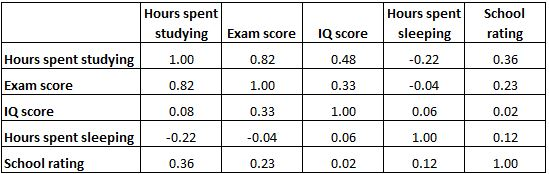 Hours spent studying Exam score IQ score Hours spent sleeping School rating
Hours spent studying 1.00 0.82 0.48 -0.22 0.36
Exam score 0.82 1.00 0.33 -0.04 0.23
IQ score 0.08 0.33 1.00 0.06 0.02
Hours spent sleeping -0.22 -0.04 0.06 1.00 0.12
School rating 0.36 0.23 0.02 0.12 1.00